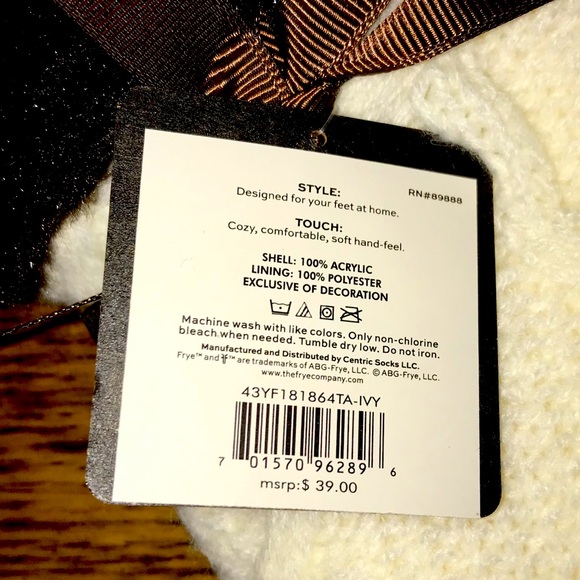 RN#89888
STYLE:
Designed for your feet at home.
TOUCH:
Cozy, comfortable, soft hand-feel.
SHELL: 100% ACRYLIC
LINING: 100% POLYESTER
EXCLUSIVE OF DECORATION
Machine wash with like colors. Only non-chlorine
bleach when needed. Tumble dry low. Do not iron.
Manufactured and Distributed by Centric Socks LLC.
Frye™ and F™ are trademarks of ABG-Frye, LLC. © ABG-Frye, LLC.
www.thefryecompany.com
43YF181864TA-IVY
7 01570 96289 6
msrp:$ 39.00